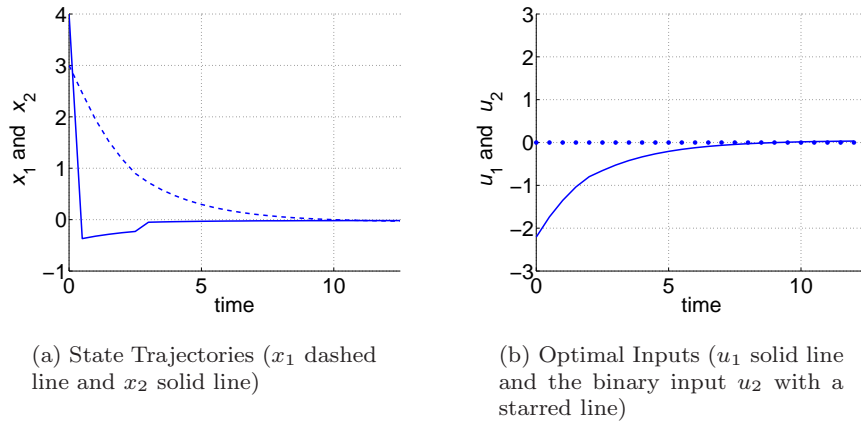 4
3
2
1
0
−1
x1 and x2
0
5
10
time
3
2
1
0
−1
−2
−3
u1 and u2
0
5
10
time
(a) State Trajectories (x1 dashed
line and x2 solid line)
(b) Optimal Inputs (u1 solid line
and the binary input u2 with a
starred line)